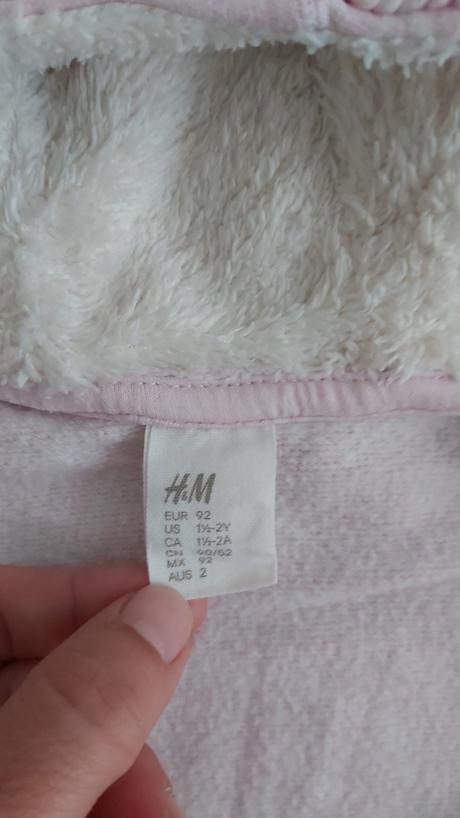 H&M
EUR 92
US 1½-2Y
CA 1½-2A
CN 90/52
MX 92
AUS 2